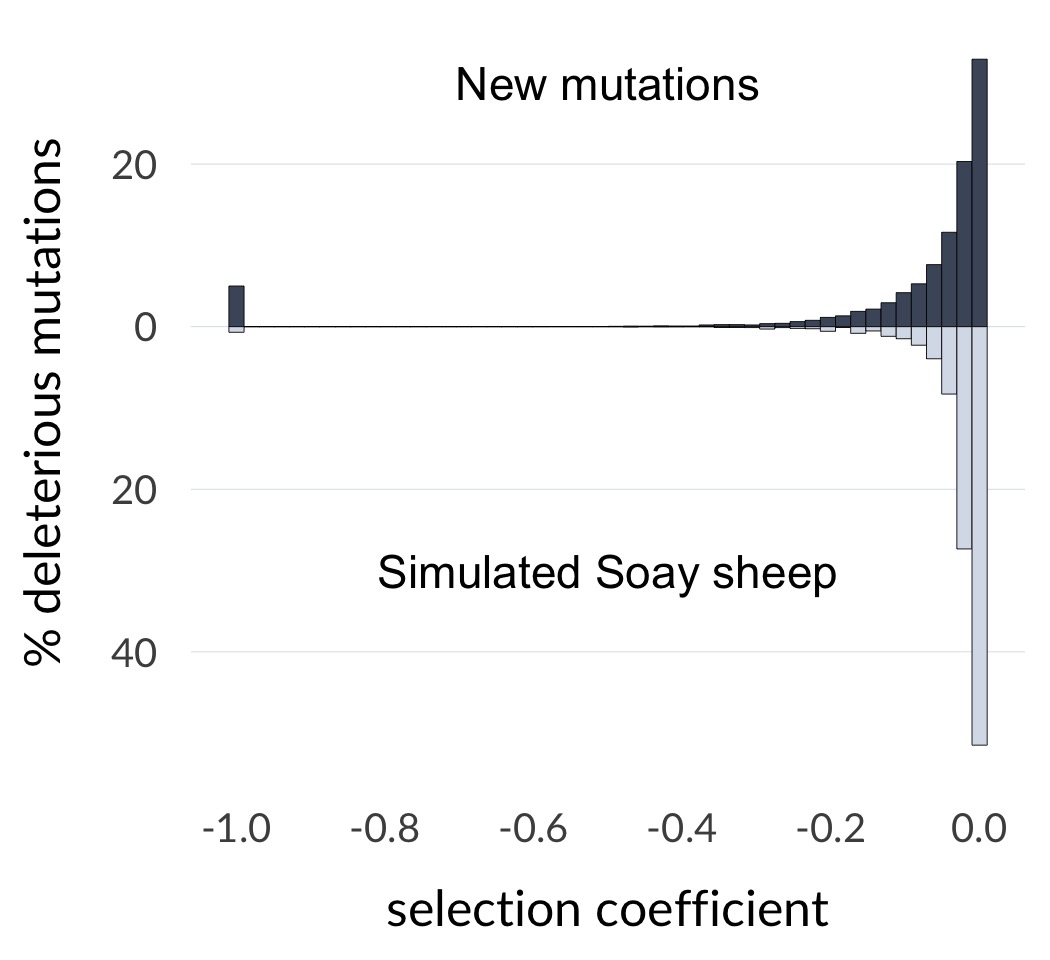 New mutations
% deleterious mutations
20
0
20
Simulated Soay sheep
40
-1.0 -0.8 -0.6 -0.4 -0.2 0.0
selection coefficient